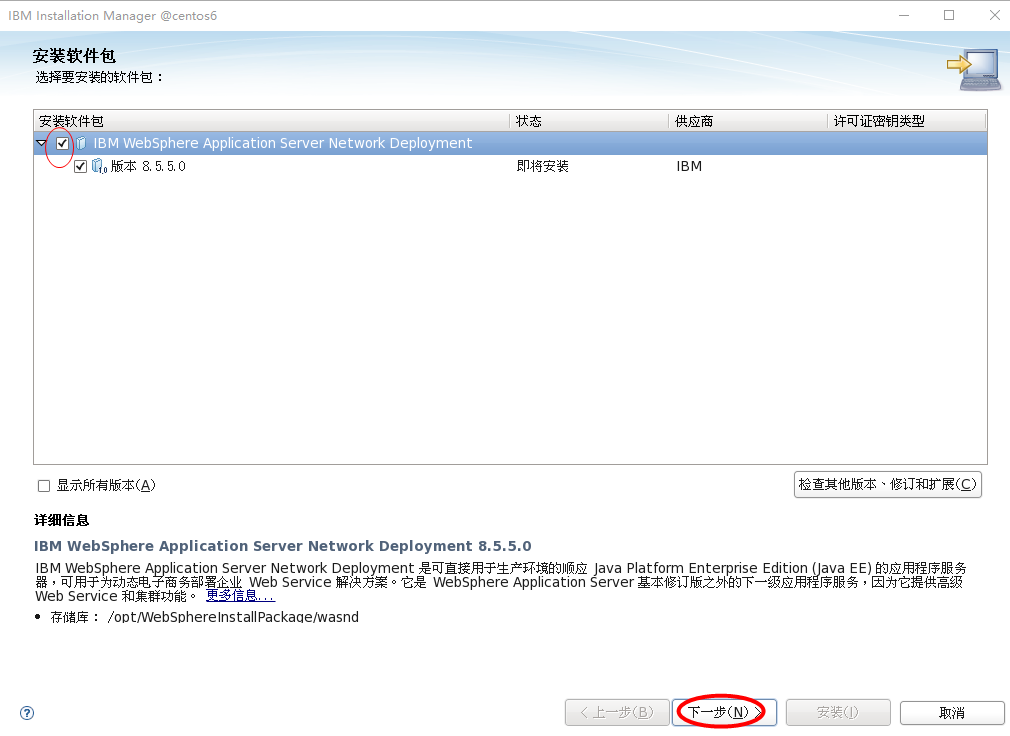 IBM Installation Manager @centos6
安装软件包
选择要安装的软件包：
安装软件包 状态 供应商 许可证密钥类型
IBM WebSphere Application Server Network Deployment
版本 8.5.5.0 即将安装 IBM
显示所有版本(A) 检查其他版本、修订和扩展(C)
详细信息
IBM WebSphere Application Server Network Deployment 8.5.5.0
IBM WebSphere Application Server Network Deployment 是可直接用于生产环境的顺应 Java Platform Enterprise Edition (Java EE) 的应用程序服务
器，可用于为动态电子商务部署企业 Web Service 解决方案。它是 WebSphere Application Server 基本修订版之外的下一级应用程序服务，因为它提供高级
Web Service 和集群功能。 更多信息...
• 存储库： /opt/WebSphereInstallPackage/wasnd
? < 上一步(B) 下一步(N) > 安装(I) 取消